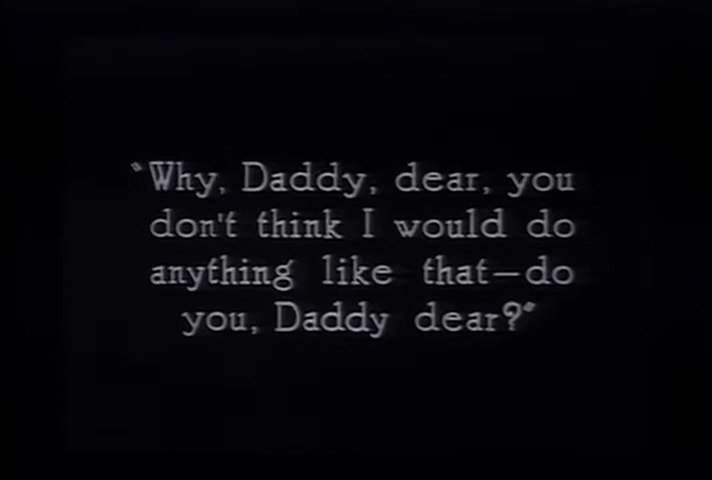 "Why, Daddy, dear, you
don't think I would do
anything like that—do
you, Daddy dear?"